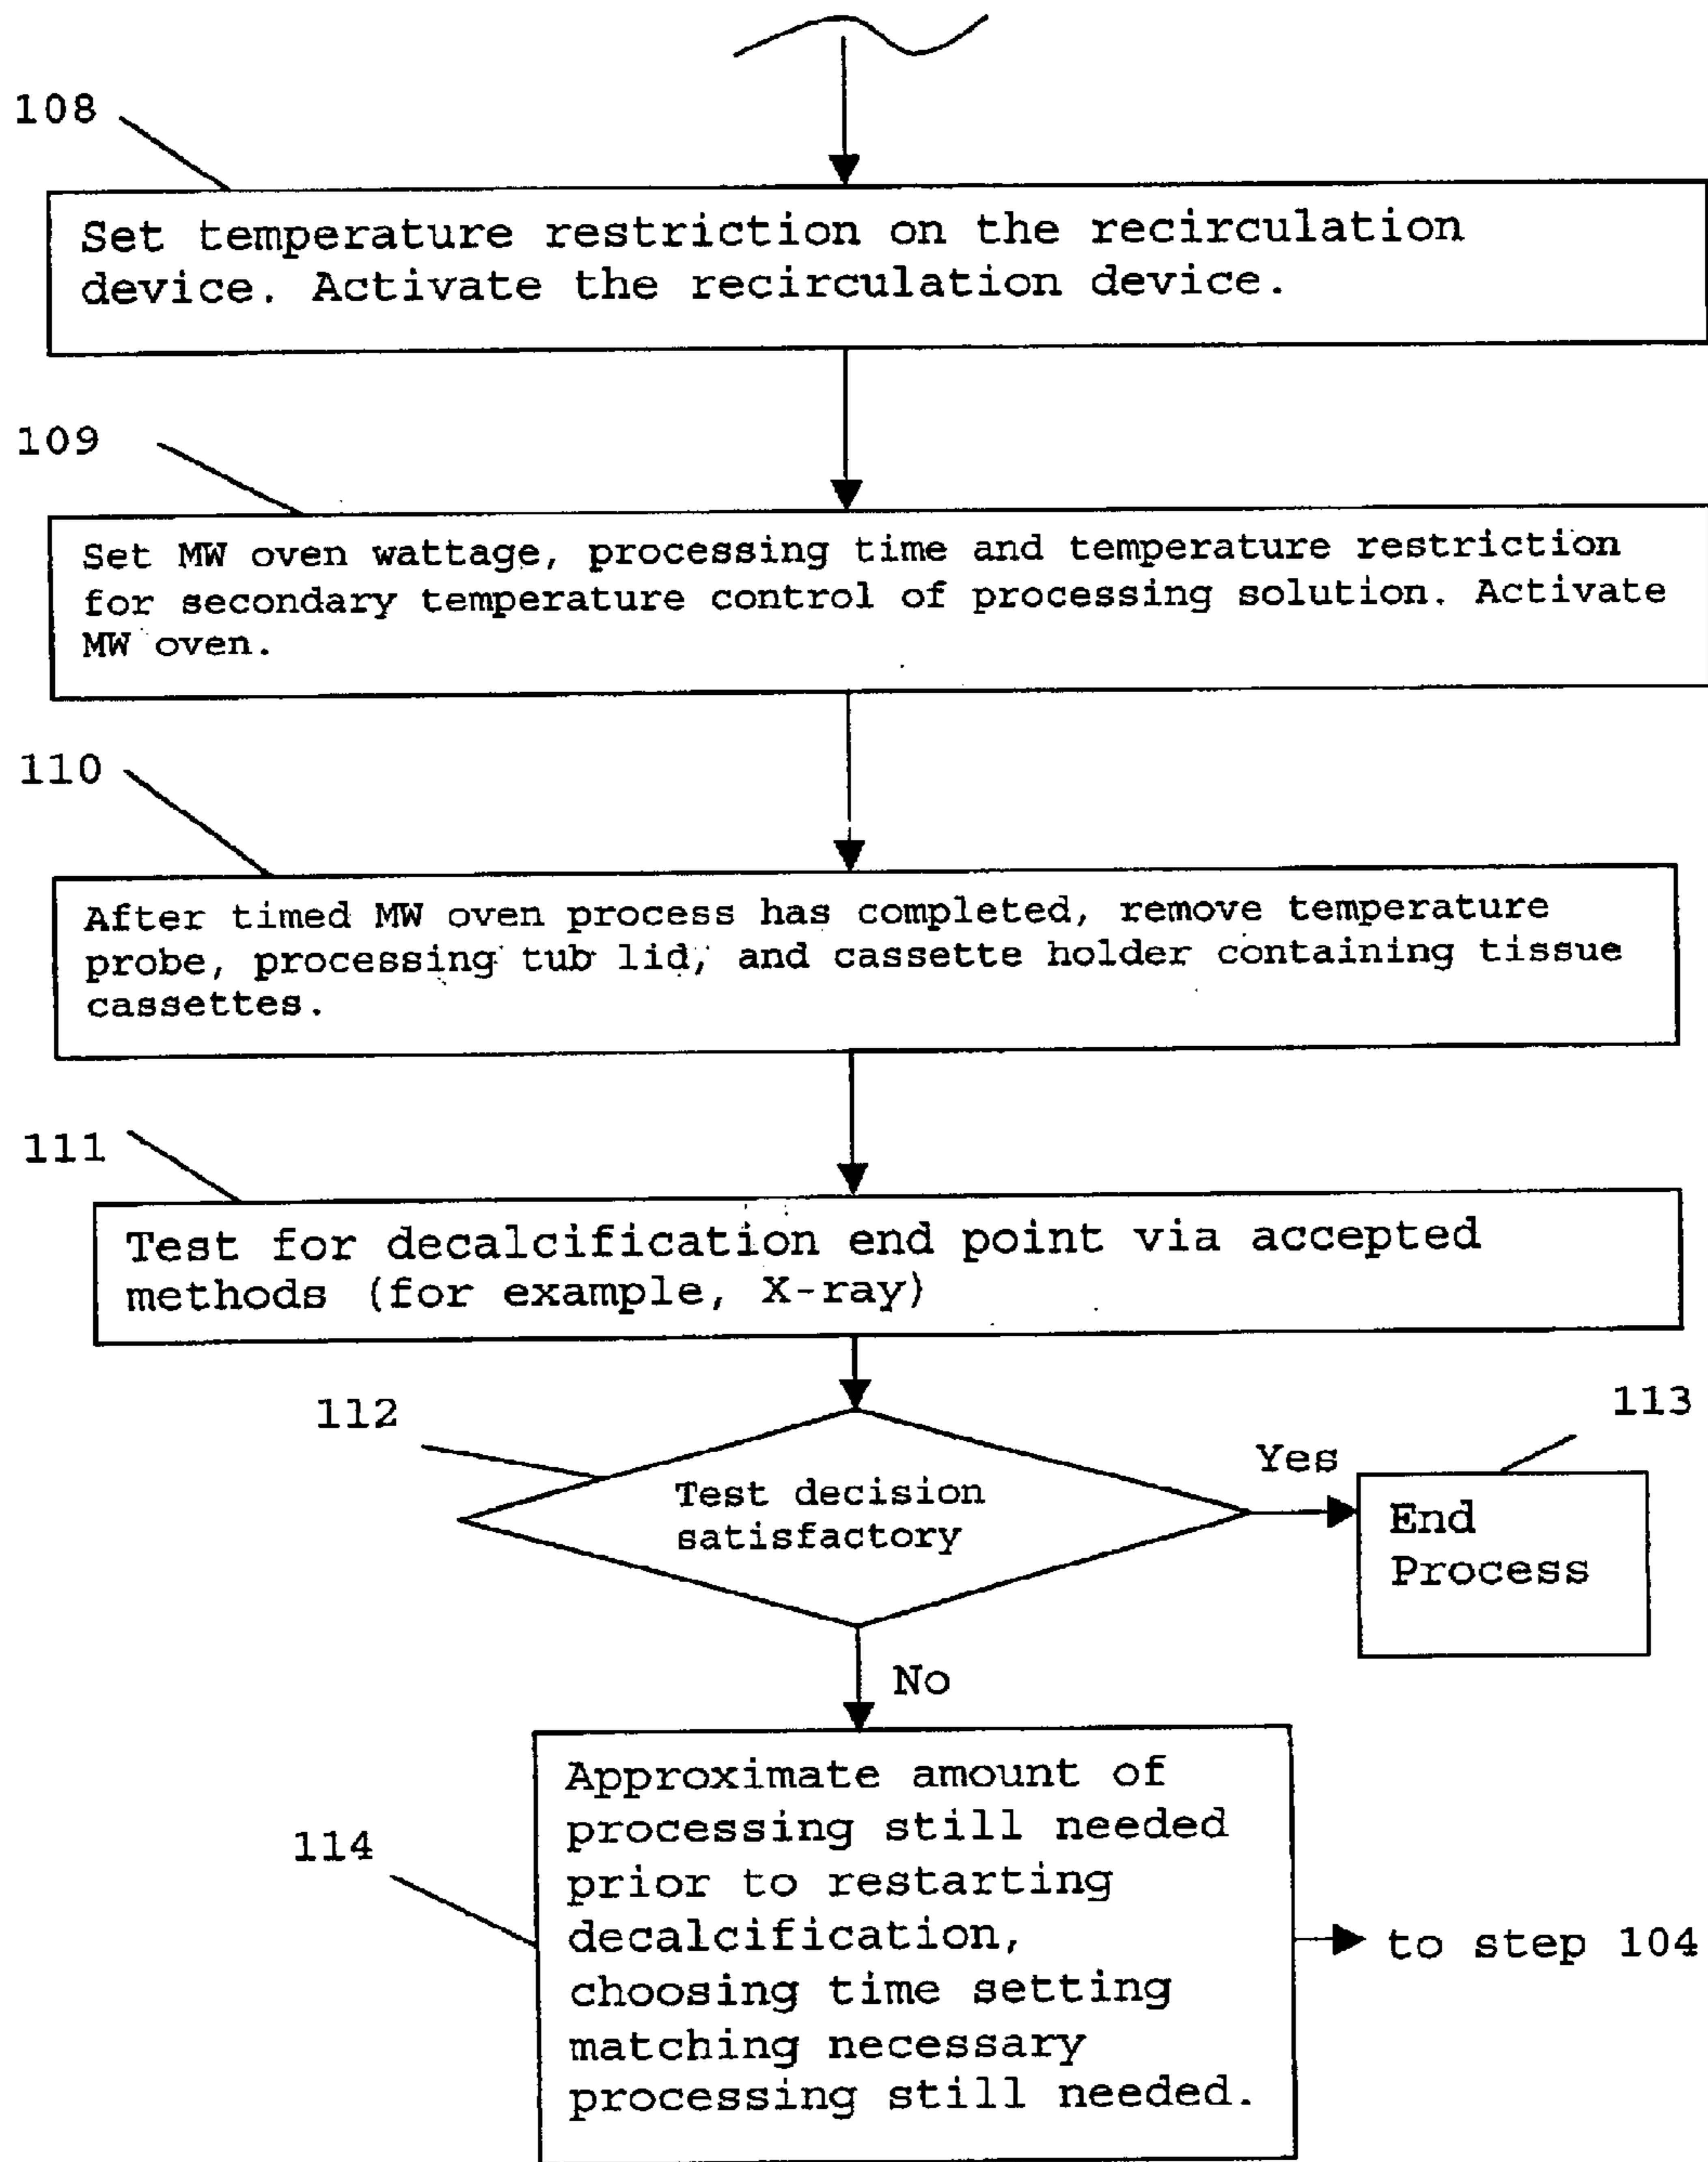 108
Set temperature restriction on the recirculation
device. Activate the recirculation device.
109
Set MW oven wattage, processing time and temperature restriction
for secondary temperature control of processing solution. Activate
MW oven.
110
After timed MW oven process has completed, remove temperature
probe, processing tub lid, and cassette holder containing tissue
cassettes.
111
Test for decalcification end point via accepted
methods (for example, X-ray)
112
Test decision
satisfactory
Yes
113
End
Process
No
114
Approximate amount of
processing still needed
prior to restarting
decalcification,
choosing time setting
matching necessary
processing still needed.
to step 104